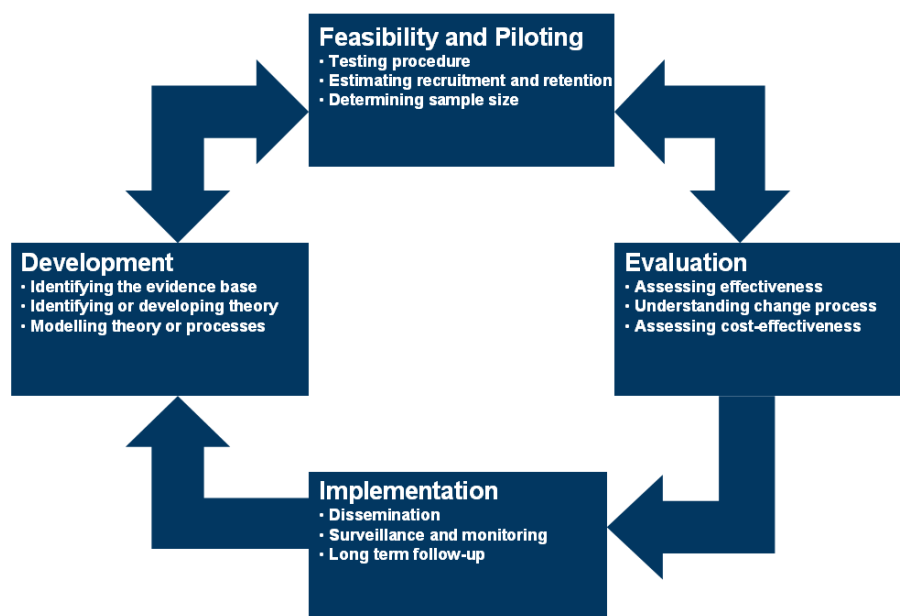 Feasibility and Piloting
· Testing procedure
· Estimating recruitment and retention
· Determining sample size
Development
· Identifying the evidence base
· Identifying or developing theory
· Modelling theory or processes
Evaluation
· Assessing effectiveness
· Understanding change process
· Assessing cost-effectiveness
Implementation
· Dissemination
· Surveillance and monitoring
· Long term follow-up